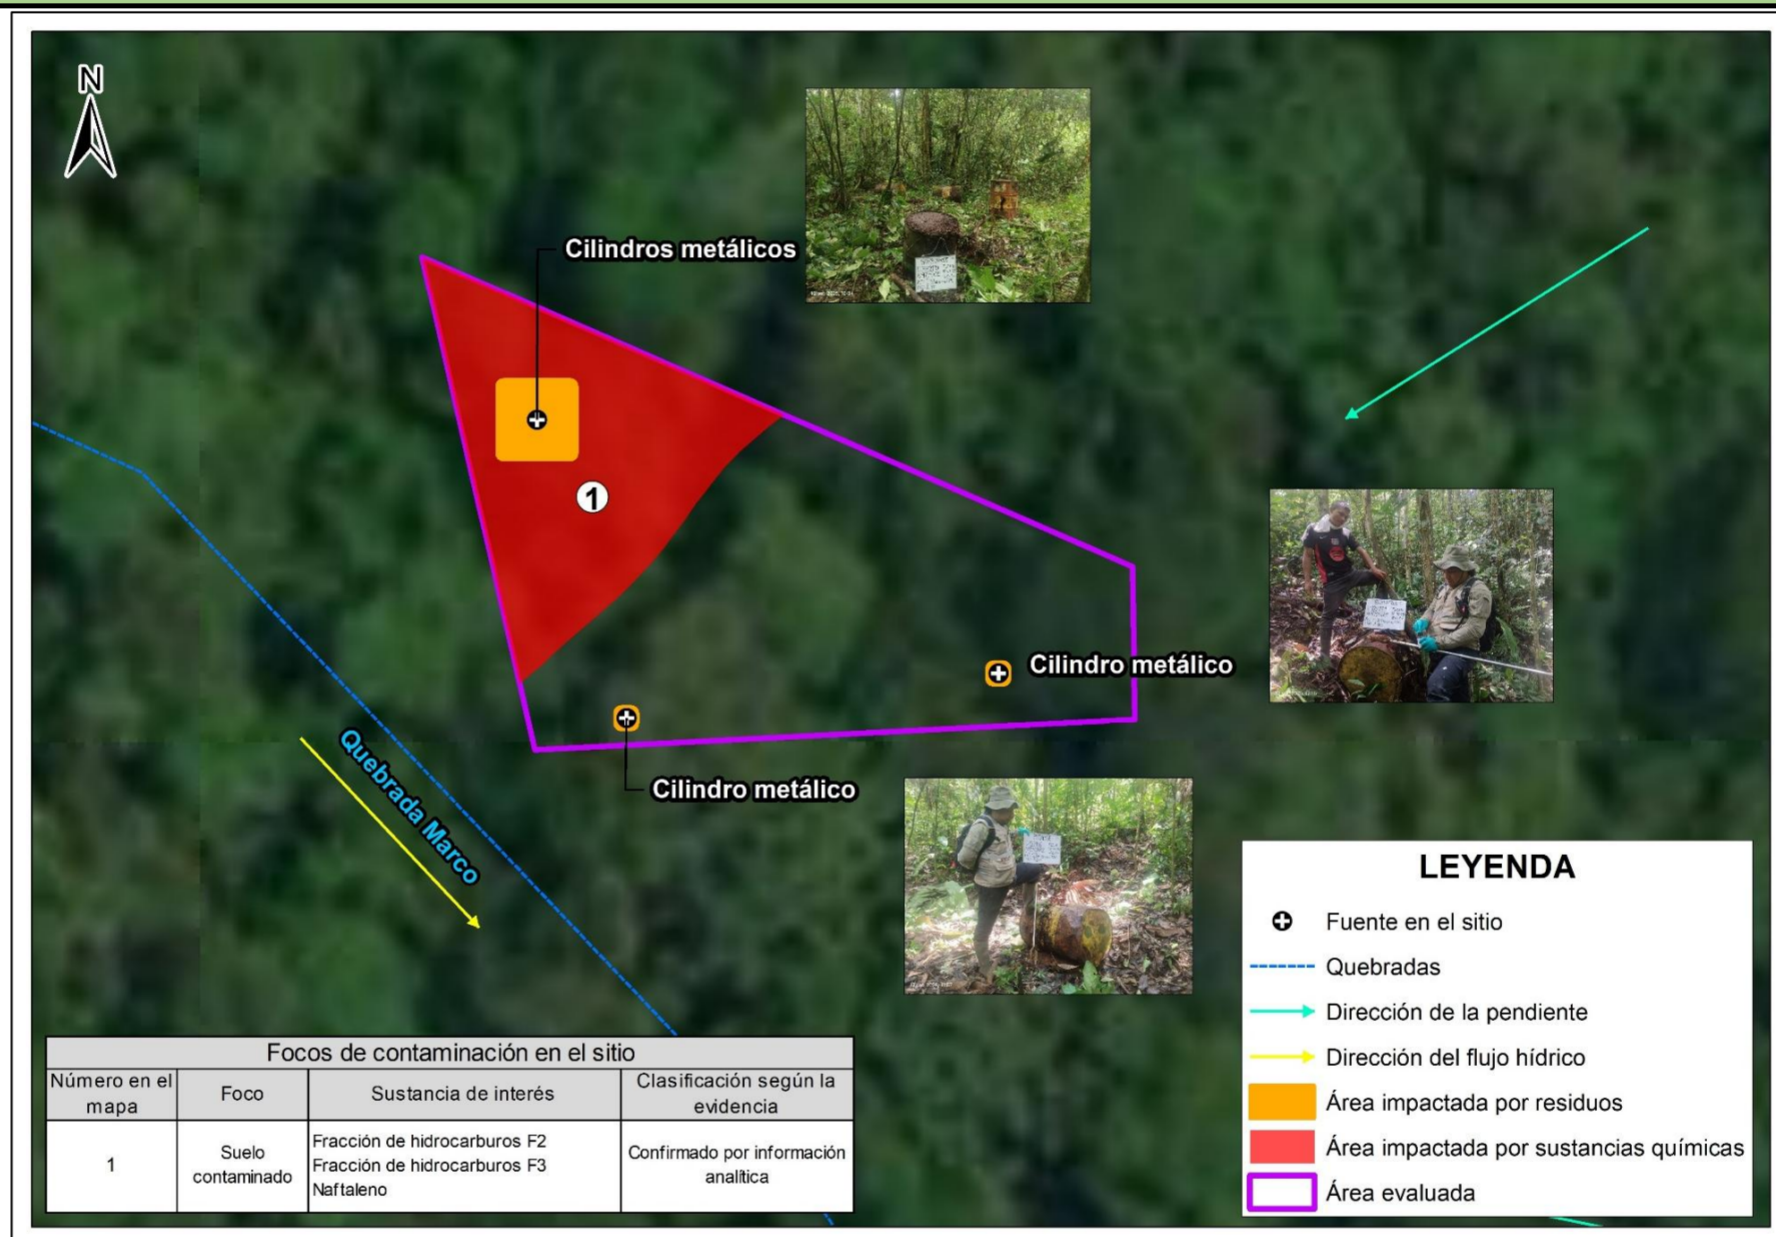 N
Cilindros metálicos
1
Cilindro metálico
Cilindro metálico
Quebrada Marco
LEYENDA
Fuente en el sitio
Quebradas
Dirección de la pendiente
Dirección del flujo hídrico
Área impactada por residuos
Área impactada por sustancias químicas
Área evaluada
Focos de contaminación en el sitio
Número en el mapa
Foco
Sustancia de interés
Clasificación según la evidencia
1
Suelo contaminado
Fracción de hidrocarburos F2
Fracción de hidrocarburos F3
Naftaleno
Confirmado por información analítica